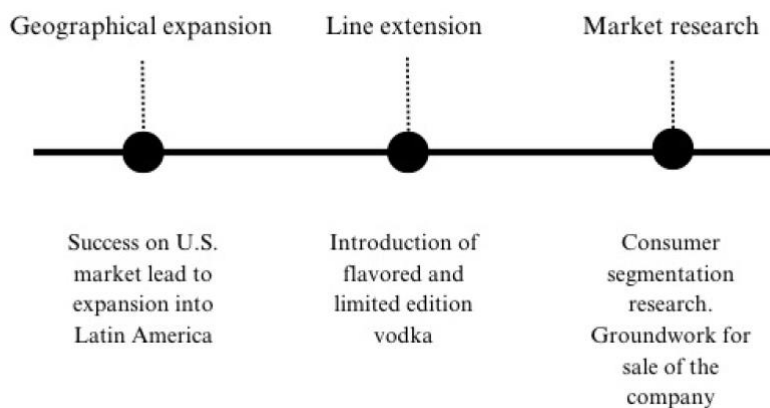 Geographical expansion
Line extension
Market research
Success on U.S.
market lead to
expansion into
Latin America
Introduction of
flavored and
limited edition
vodka
Consumer
segmentation
research.
Groundwork for
sale of the
company